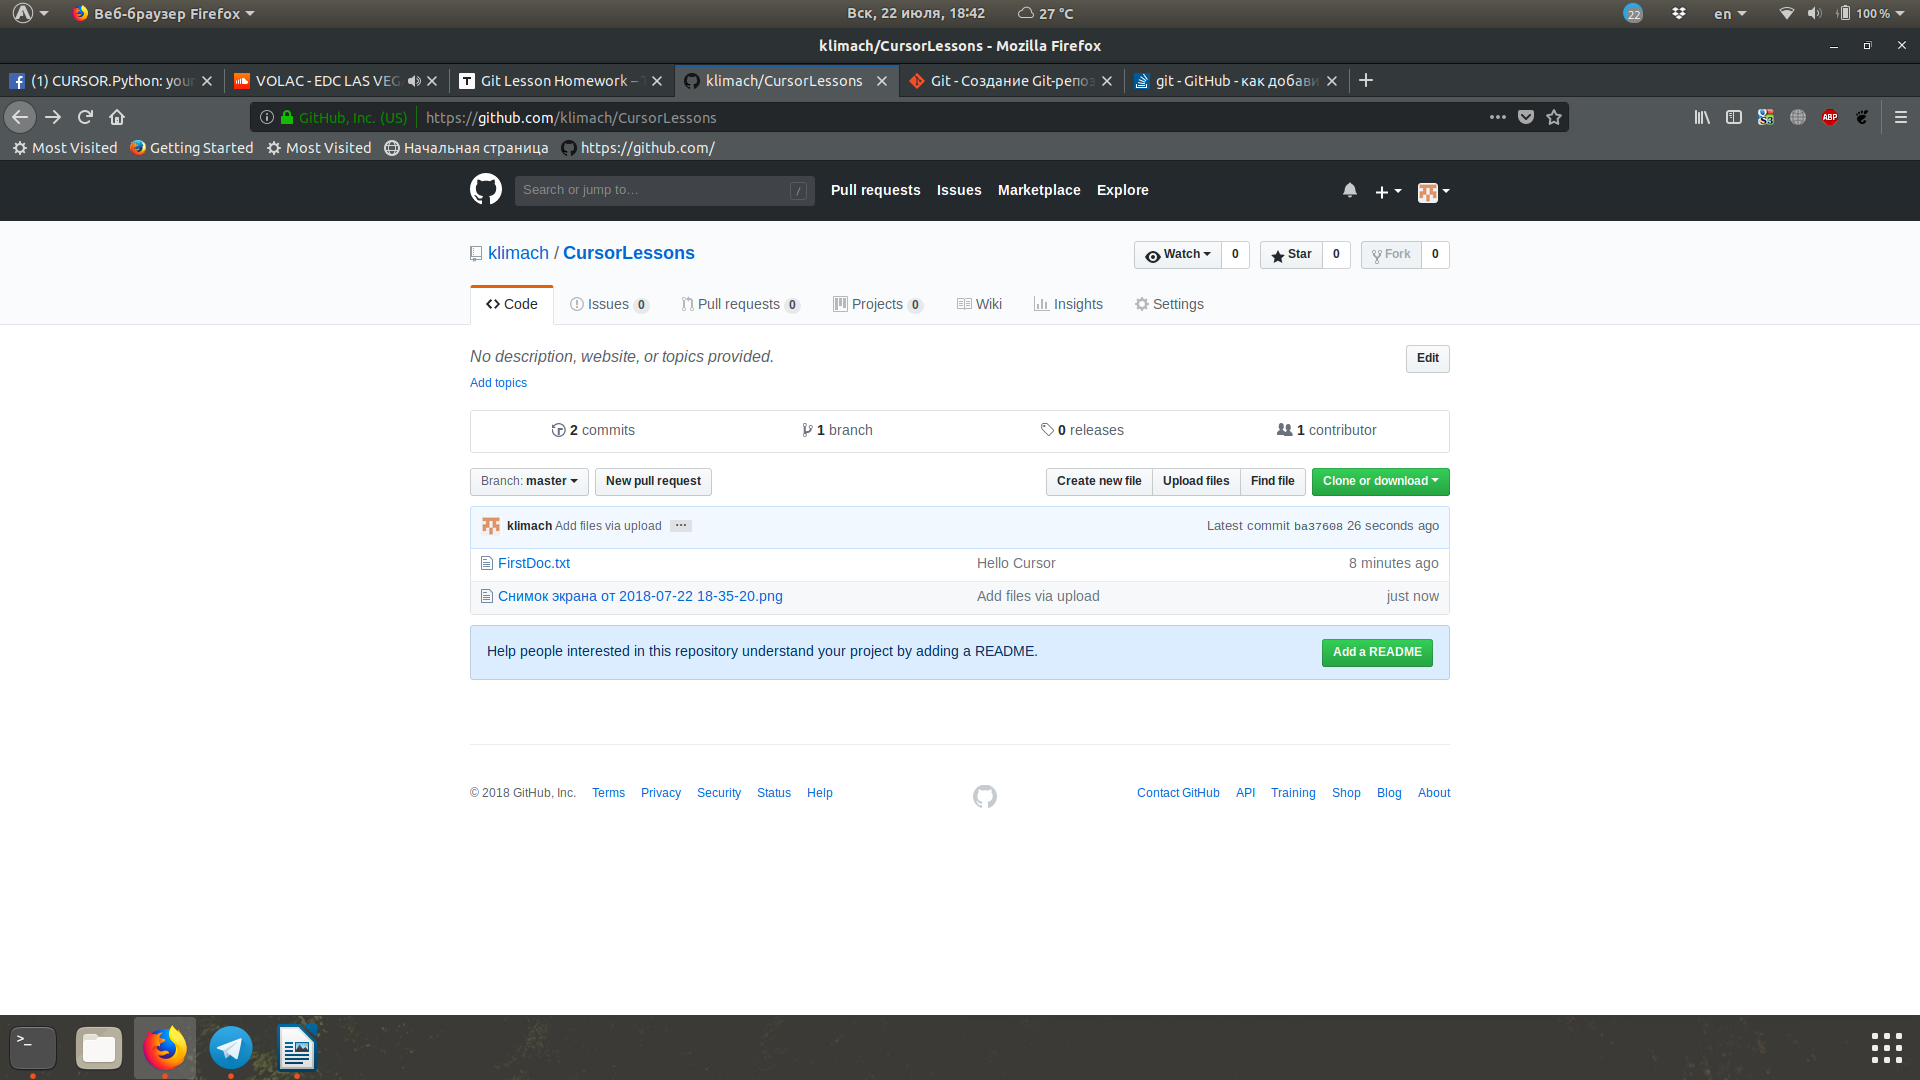 Веб-браузер Firefox
Вск, 22 июля, 18:42
27 °C
22
en
100 %
klimach/CursorLessons - Mozilla Firefox
(1) CURSOR.Python: your
VOLAC - EDC LAS VEGA
Git Lesson Homework –
klimach/CursorLessons
Git - Создание Git-репоз
git - GitHub - как добави
GitHub, Inc. (US)
https://github.com/klimach/CursorLessons
ABP
Most Visited
Getting Started
Most Visited
Начальная страница
https://github.com/
Search or jump to…
/
Pull requests
Issues
Marketplace
Explore
klimach / CursorLessons
Watch 0
Star 0
Fork 0
Code
Issues 0
Pull requests 0
Projects 0
Wiki
Insights
Settings
No description, website, or topics provided.
Edit
Add topics
2 commits
1 branch
0 releases
1 contributor
Branch: master
New pull request
Create new file
Upload files
Find file
Clone or download
klimach Add files via upload
Latest commit ba37608 26 seconds ago
FirstDoc.txt
Hello Cursor
8 minutes ago
Снимок экрана от 2018-07-22 18-35-20.png
Add files via upload
just now
Help people interested in this repository understand your project by adding a README.
Add a README
© 2018 GitHub, Inc.
Terms
Privacy
Security
Status
Help
Contact GitHub
API
Training
Shop
Blog
About